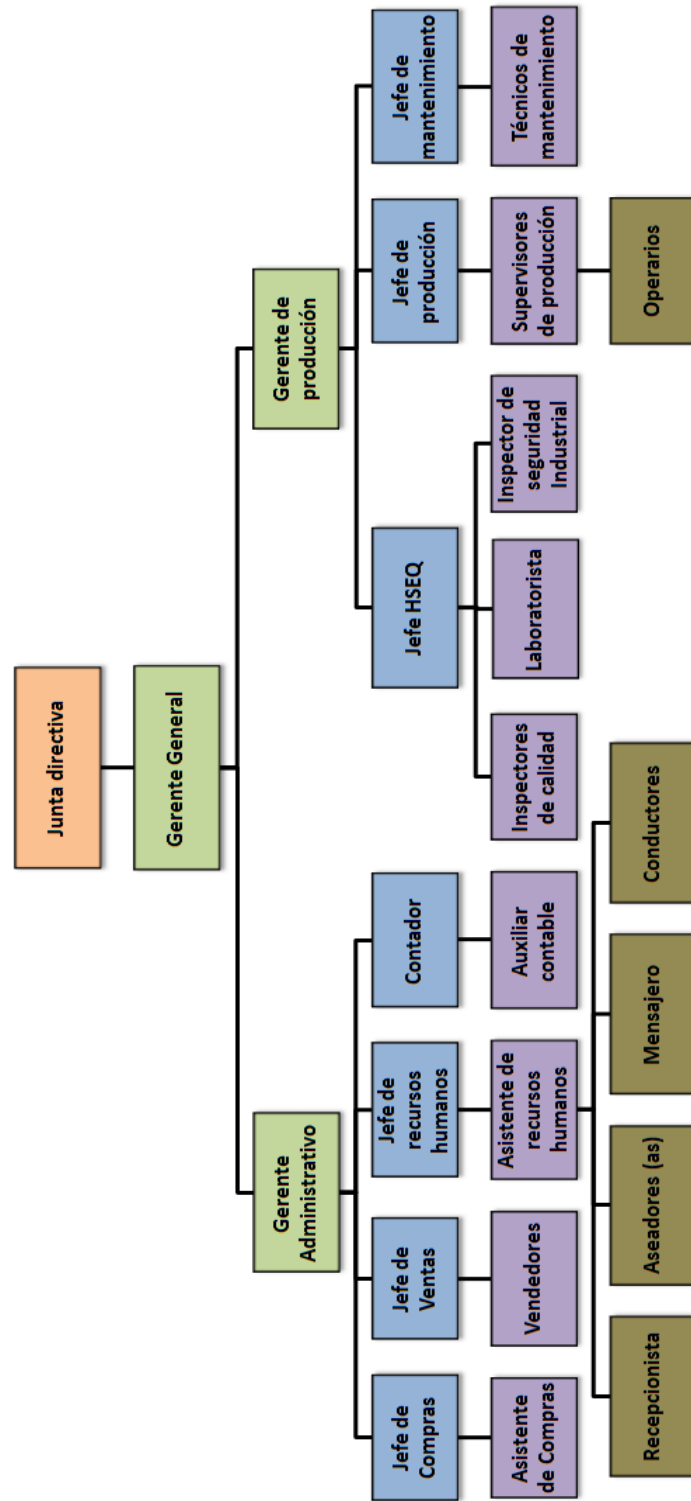 Junta directiva
Gerente General
Gerente
Administrativo
Gerente de
producción
Jefe de
Compras
Jefe de
Ventas
Jefe de
recursos
humanos
Contador
Jefe HSEQ
Jefe de
producción
Jefe de
mantenimiento
Asistente
de Compras
Vendedores
Asistente de
recursos
humanos
Auxiliar
contable
Inspectores
de calidad
Laboratorista
Inspector de
seguridad
Industrial
Supervisores
de producción
Técnicos de
mantenimiento
Recepcionista
Aseadores (as)
Mensajero
Conductores
Operarios